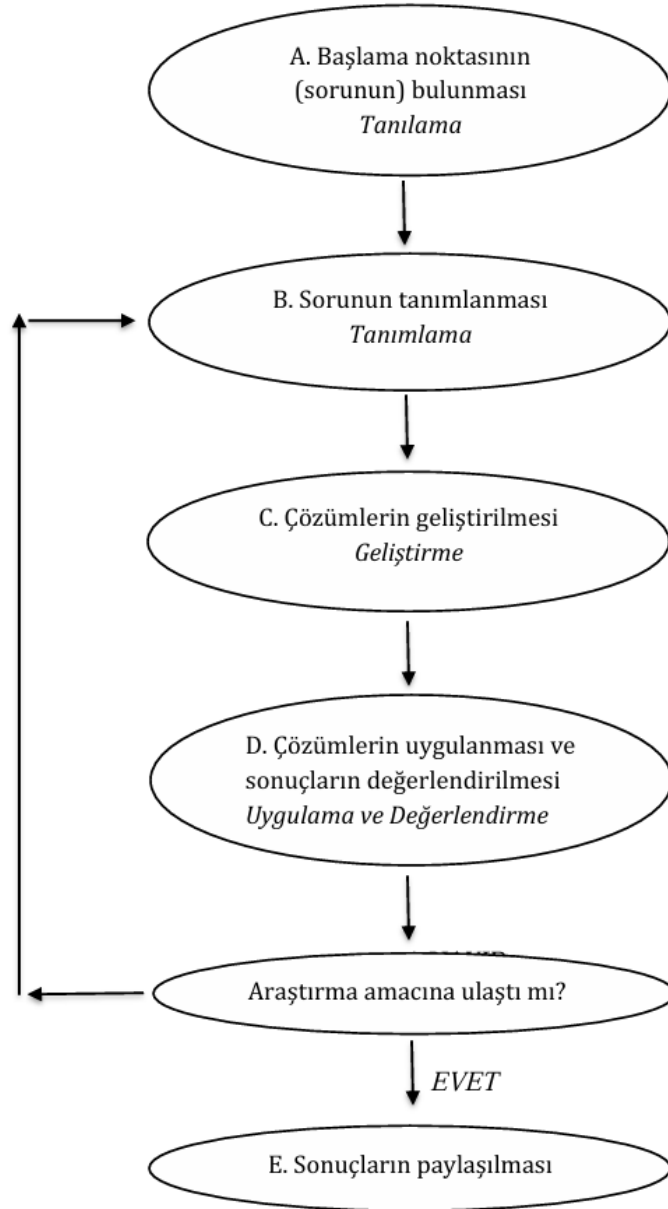 A. Başlama noktasının
(sorunun) bulunması
Tanılama
B. Sorunun tanımlanması
Tanımlama
C. Çözümlerin geliştirilmesi
Geliştirme
D. Çözümlerin uygulanması ve
sonuçların değerlendirilmesi
Uygulama ve Değerlendirme
Araştırma amacına ulaştı mı?
EVET
E. Sonuçların paylaşılması